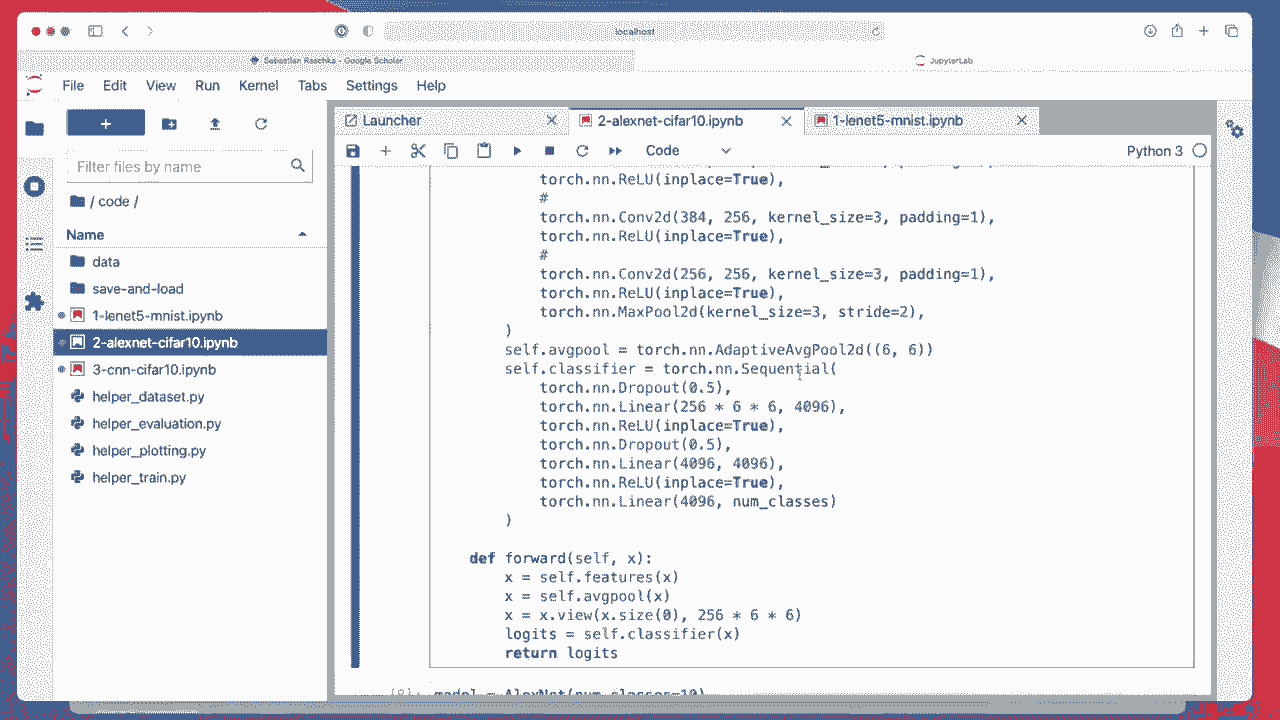 localhost
Sebastian Raschka - Google Scholar
JupyterLab
File Edit View Run Kernel Tabs Settings Help
Launcher
2-alexnet-cifar10.ipynb
1-lenet5-mnist.ipynb
+
Filter files by name
Code
Python 3
/ code /
Name
data
save-and-load
1-lenet5-mnist.ipynb
2-alexnet-cifar10.ipynb
3-cnn-cifar10.ipynb
helper_dataset.py
helper_evaluation.py
helper_plotting.py
helper_train.py
torch.nn.ReLU(inplace=True),
#
torch.nn.Conv2d(384, 256, kernel_size=3, padding=1),
torch.nn.ReLU(inplace=True),
#
torch.nn.Conv2d(256, 256, kernel_size=3, padding=1),
torch.nn.ReLU(inplace=True),
torch.nn.MaxPool2d(kernel_size=3, stride=2),
)
self.avgpool = torch.nn.AdaptiveAvgPool2d((6, 6))
self.classifier = torch.nn.Sequential(
torch.nn.Dropout(0.5),
torch.nn.Linear(256 * 6 * 6, 4096),
torch.nn.ReLU(inplace=True),
torch.nn.Dropout(0.5),
torch.nn.Linear(4096, 4096),
torch.nn.ReLU(inplace=True),
torch.nn.Linear(4096, num_classes)
)
def forward(self, x):
x = self.features(x)
x = self.avgpool(x)
x = x.view(x.size(0), 256 * 6 * 6)
logits = self.classifier(x)
return logits
model = AlexNet(num_classes=10)